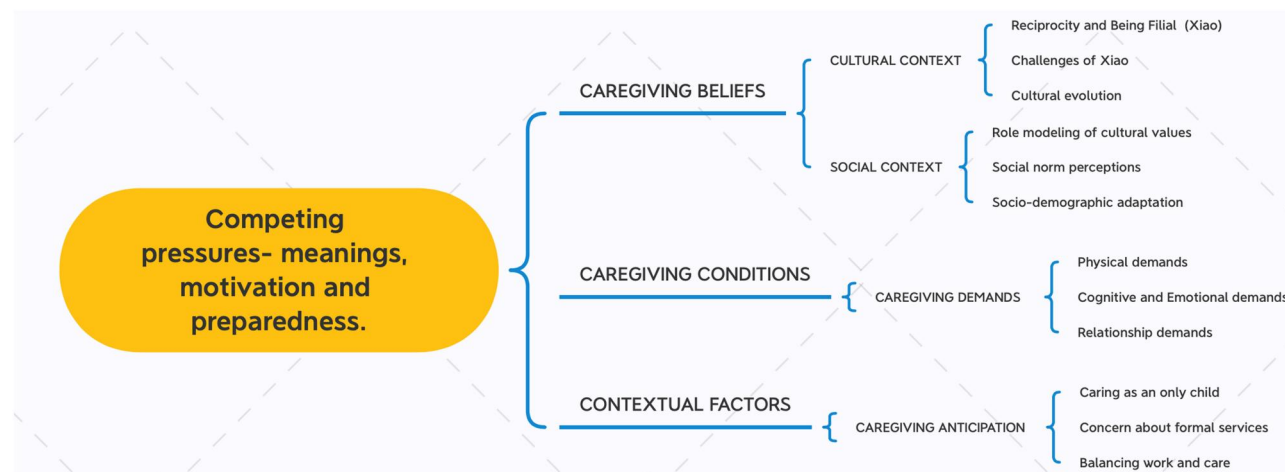 Competing
pressures- meanings,
motivation and
preparedness.
CAREGIVING BELIEFS
CULTURAL CONTEXT
Reciprocity and Being Filial (Xiao)
Challenges of Xiao
Cultural evolution
SOCIAL CONTEXT
Role modeling of cultural values
Social norm perceptions
Socio-demographic adaptation
CAREGIVING CONDITIONS
CAREGIVING DEMANDS
Physical demands
Cognitive and Emotional demands
Relationship demands
CONTEXTUAL FACTORS
CAREGIVING ANTICIPATION
Caring as an only child
Concern about formal services
Balancing work and care